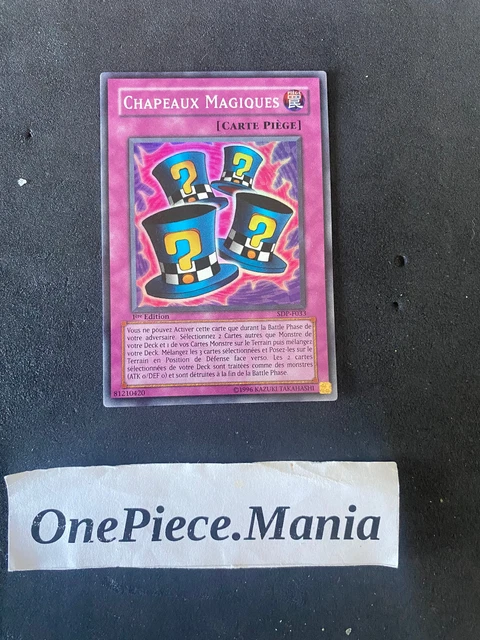 CHAPEAUX MAGIQUES 罠
[CARTE PIÈGE]
? ?
? ?
1ère Edition SDP-F033
Vous ne pouvez Activer cette carte que durant la Battle Phase de
votre adversaire. Sélectionnez 2 Cartes autres que Monstre de
votre Deck et 1 de vos Cartes Monstre sur le Terrain puis mélangez
votre Deck. Mélangez les 3 cartes sélectionnées et Posez-les sur le
Terrain en Position de Défense face verso. Les 2 cartes
sélectionnées de votre Deck sont traitées comme des monstres
(ATK 0/DEF 0) et sont détruites à la fin de la Battle Phase.
81210420 ©1996 KAZUKI TAKAHASHI
OnePiece.Mania